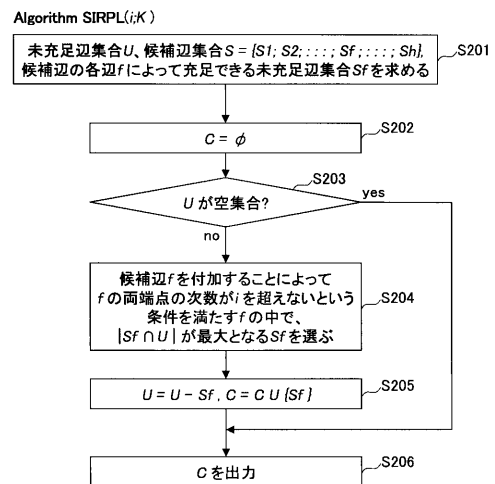 Algorithm SIRPL(i;K)
未充足辺集合U、候補辺集合S = {S1; S2; : : : ; Sf ; : : : ; Sh},
候補辺の各辺fによって充足できる未充足辺集合Sfを求める
S201
C = φ
S202
Uが空集合?
S203
yes
no
候補辺fを付加することによって
fの両端点の次数がiを超えないという
条件を満たすfの中で、
|Sf ∩ U| が最大となるSfを選ぶ
S204
U = U − Sf , C = C U {Sf }
S205
Cを出力
S206